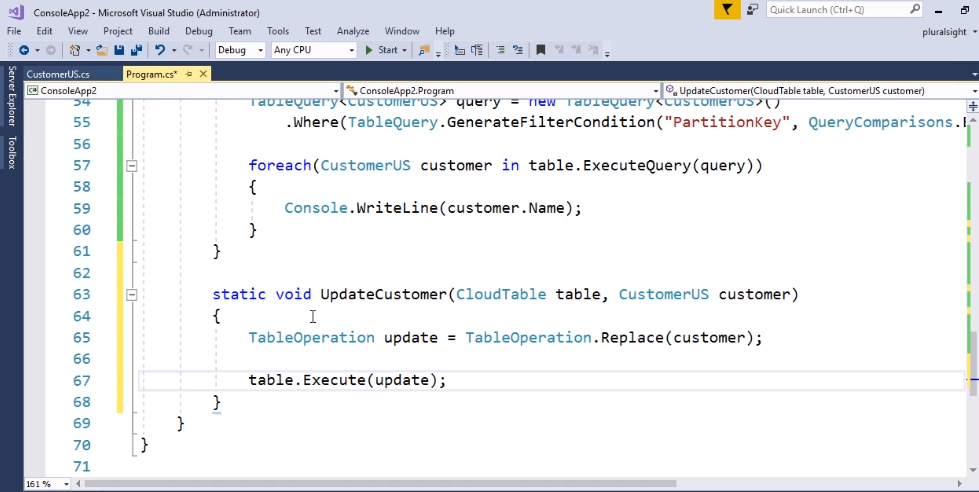 ConsoleApp2 - Microsoft Visual Studio (Administrator)
Quick Launch (Ctrl+Q)
File Edit View Project Build Debug Team Tools Test Analyze Window Help
pluralsight
Debug Any CPU Start
Server Explorer
Toolbox
CustomerUS.cs Program.cs*
ConsoleApp2 ConsoleApp2.Program UpdateCustomer(CloudTable table, CustomerUS customer)
54 TableQuery<CustomerUS> query = new TableQuery<CustomerUS>()
55 .Where(TableQuery.GenerateFilterCondition("PartitionKey", QueryComparisons.E
56
57 foreach(CustomerUS customer in table.ExecuteQuery(query))
58 {
59 Console.WriteLine(customer.Name);
60 }
61 }
62
63 static void UpdateCustomer(CloudTable table, CustomerUS customer)
64 {
65 TableOperation update = TableOperation.Replace(customer);
66
67 table.Execute(update);
68 }
69 }
70 }
71
161 %